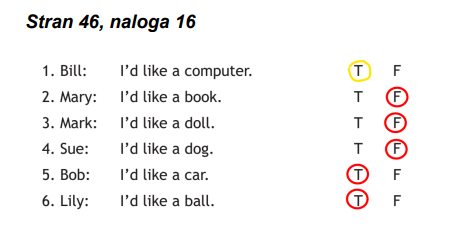 Stran 46, naloga 16
1. Bill: I’d like a computer. T F
2. Mary: I’d like a book. T F
3. Mark: I’d like a doll. T F
4. Sue: I’d like a dog. T F
5. Bob: I’d like a car. T F
6. Lily: I’d like a ball. T F